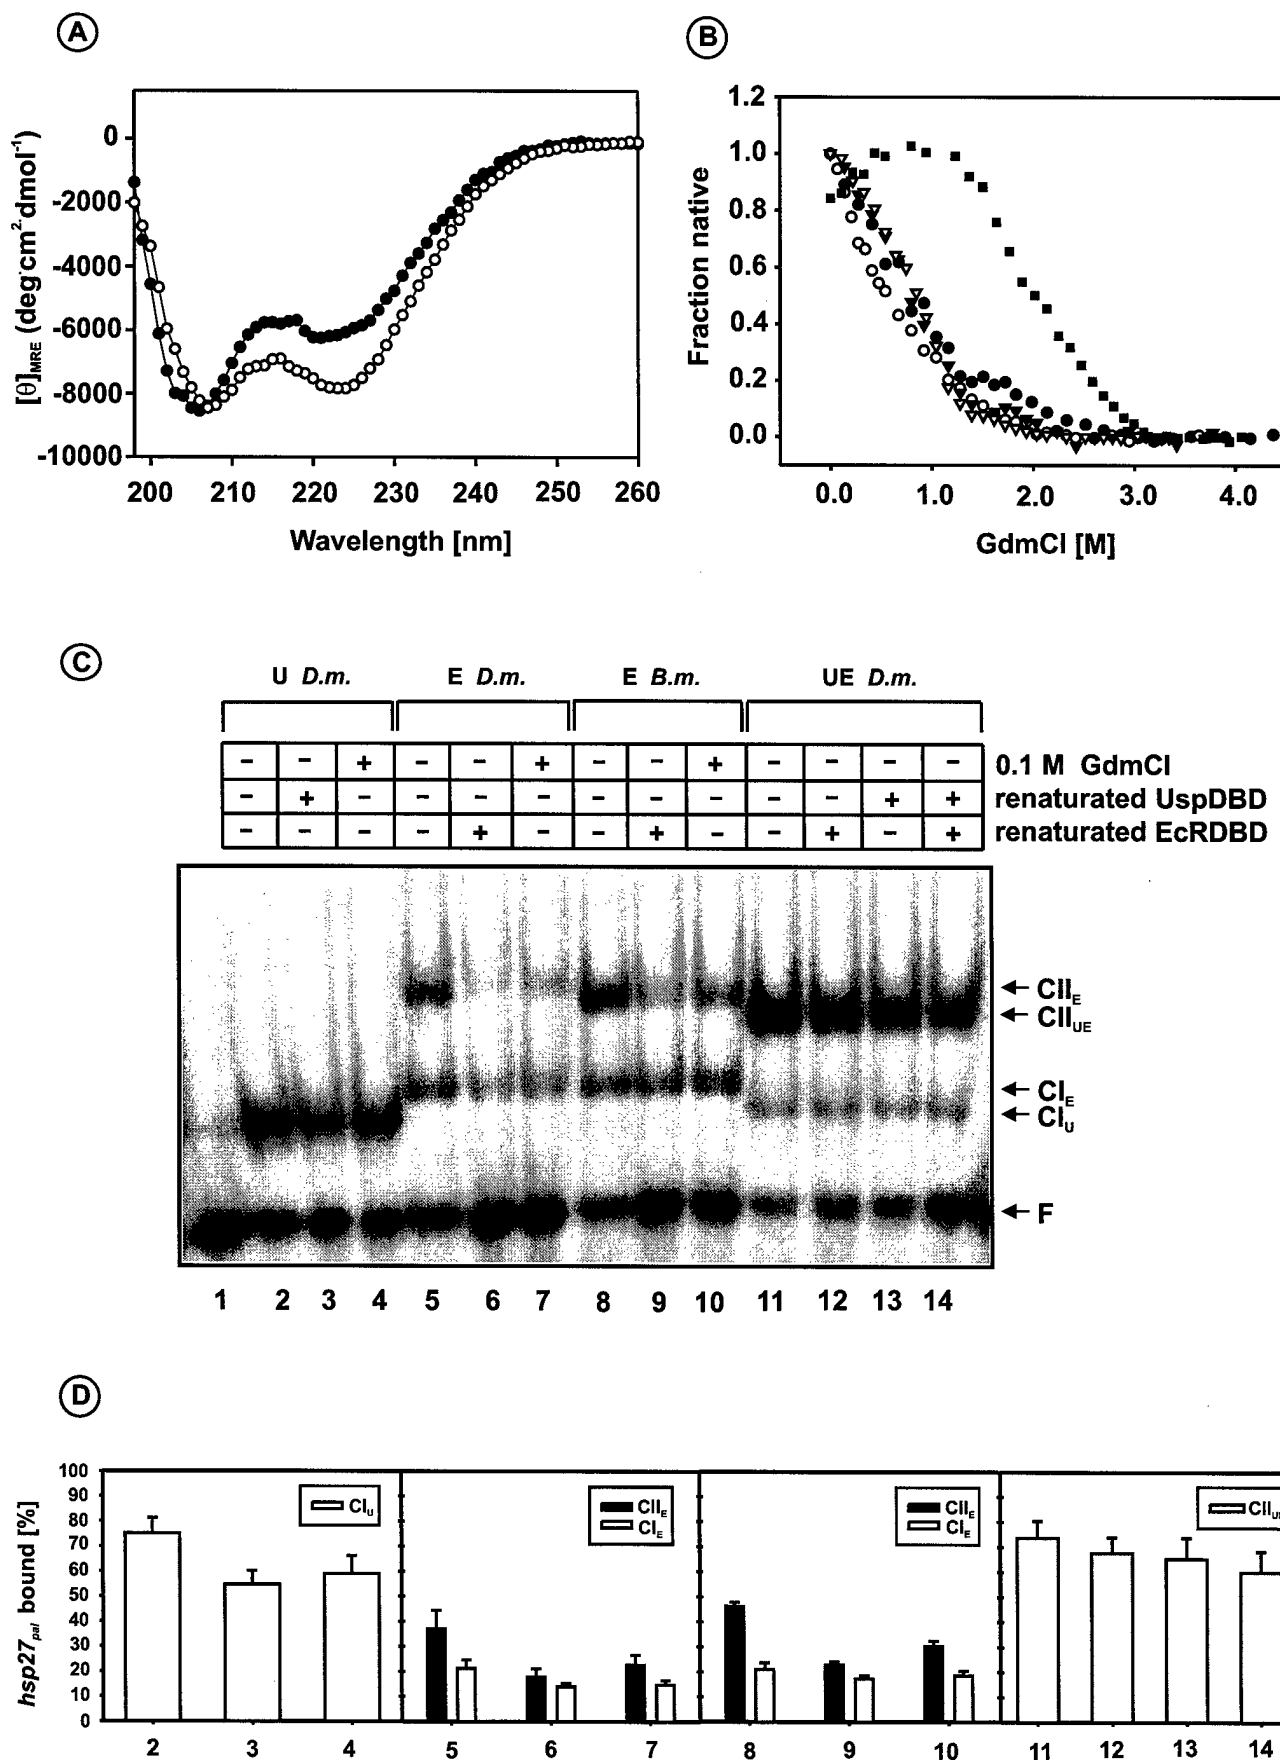 A
B
0
-2000
-4000
-6000
-8000
-10000
[θ]MRE (deg·cm²·dmol⁻¹)
200 210 220 230 240 250 260
Wavelength [nm]
1.2
1.0
0.8
0.6
0.4
0.2
0.0
Fraction native
0.0 1.0 2.0 3.0 4.0
GdmCl [M]
C
U D.m. E D.m. E B.m. UE D.m.
- - + - - + - - + - - - - 0.1 M GdmCl
- + - - - - - - - - - + + renaturated UspDBD
- - - - + - - + - - + - + renaturated EcRDBD
CIIE
CIIUE
CIE
CIU
F
1 2 3 4 5 6 7 8 9 10 11 12 13 14
D
100
90
80
70
60
50
40
30
20
10
0
hsp27pal bound [%]
CIU
CIIE
CIE
CIIE
CIE
2 3 4 5 6 7 8 9 10 11 12 13 14